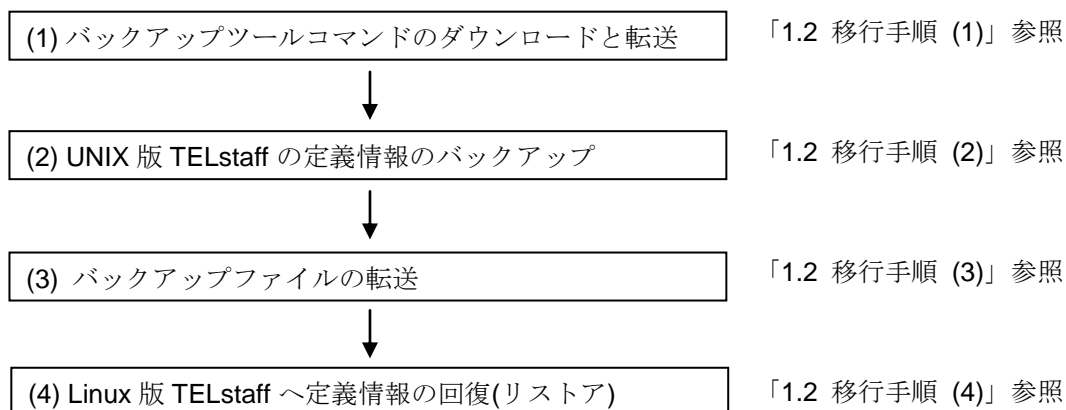 (1) バックアップツールコマンドのダウンロードと転送 「1.2 移行手順 (1)」参照
(2) UNIX 版 TELstaff の定義情報のバックアップ 「1.2 移行手順 (2)」参照
(3) バックアップファイルの転送 「1.2 移行手順 (3)」参照
(4) Linux 版 TELstaff へ定義情報の回復(リストア) 「1.2 移行手順 (4)」参照